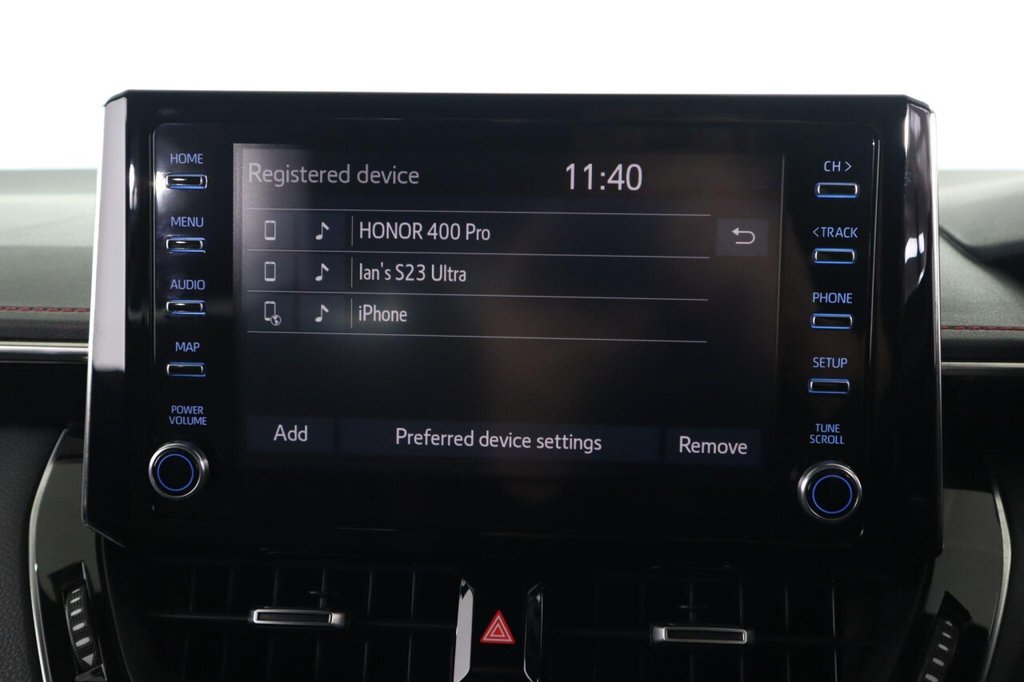 HOME
MENU
AUDIO
MAP
POWER
VOLUME
Registered device
11:40
HONOR 400 Pro
Ian's S23 Ultra
iPhone
Add
Preferred device settings
Remove
CH >
< TRACK
PHONE
SETUP
TUNE
SCROLL